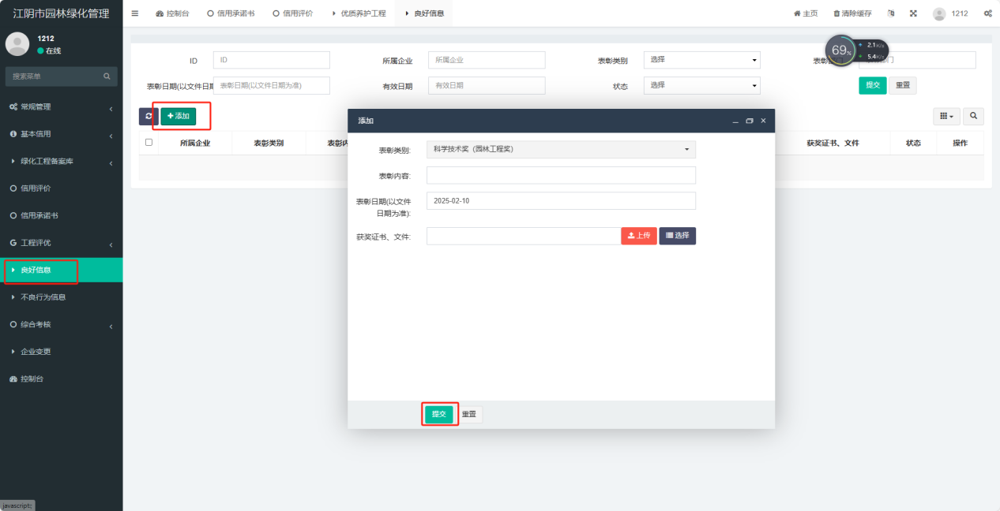 江阴市园林绿化管理
控制台 信用承诺书 信用评价 优质养护工程 良好信息 主页 清除缓存 1212
1212
在线
搜索菜单
常规管理
基本信用
绿化工程备案库
信用评价
信用承诺书
G 工程评优
良好信息
不良行为信息
综合考核
企业变更
控制台
javascript:;
ID ID 所属企业 所属企业 表彰类别 选择
69% 2.1K/s
5.4K/s
表彰日期(以文件日期 表彰日期(以文件日期为准) 有效日期 有效日期 状态 选择 提交 重置
添加
所属企业 表彰类别 获奖证书、文件 状态 操作
添加
表彰类别: 科学技术奖（园林工程奖）
表彰内容:
表彰日期(以文件 2025-02-10
日期为准):
获奖证书、文件: 上传 选择
提交 重置